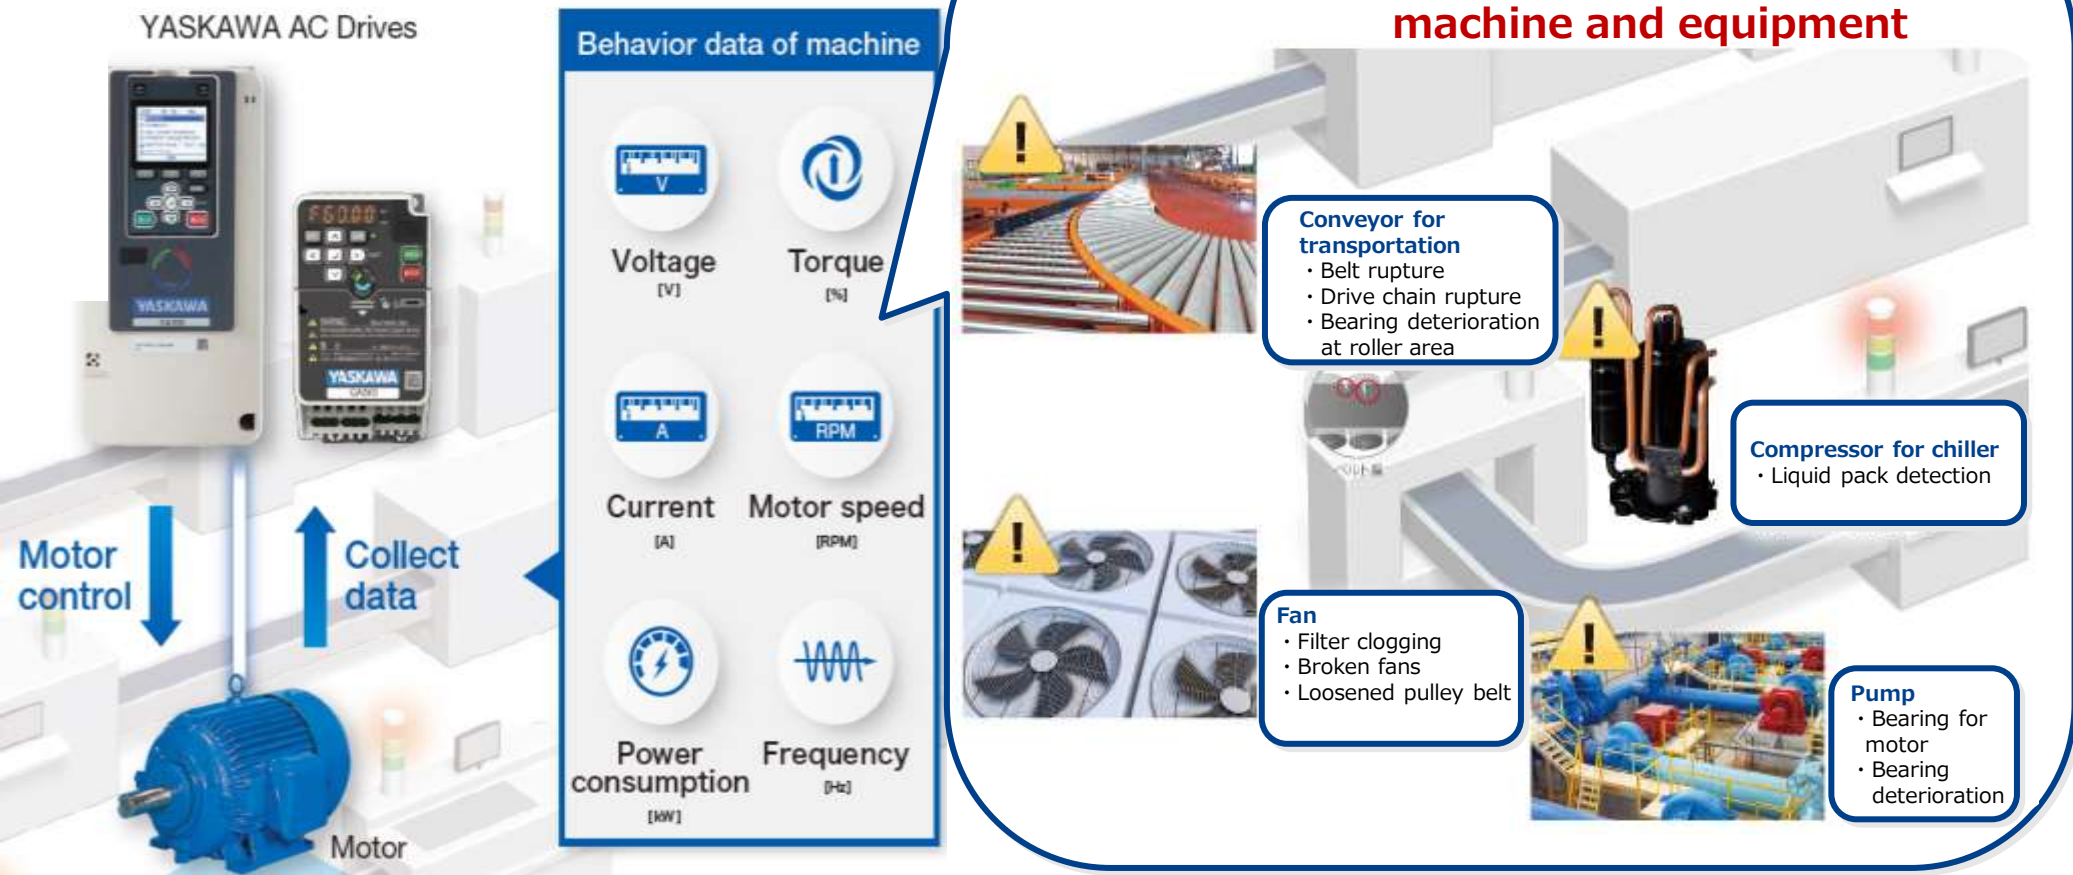 YASKAWA AC Drives
F60.00
YASKAWA
YASKAWA
Motor
control
Collect
data
Motor
Behavior data of machine
V
Voltage
[V]
Torque
[%]
A
Current
[A]
RPM
Motor speed
[RPM]
Power
consumption
[kW]
Frequency
[Hz]
machine and equipment
Conveyor for
transportation
・Belt rupture
・Drive chain rupture
・Bearing deterioration
at roller area
Compressor for chiller
・Liquid pack detection
Fan
・Filter clogging
・Broken fans
・Loosened pulley belt
Pump
・Bearing for
motor
・Bearing
deterioration